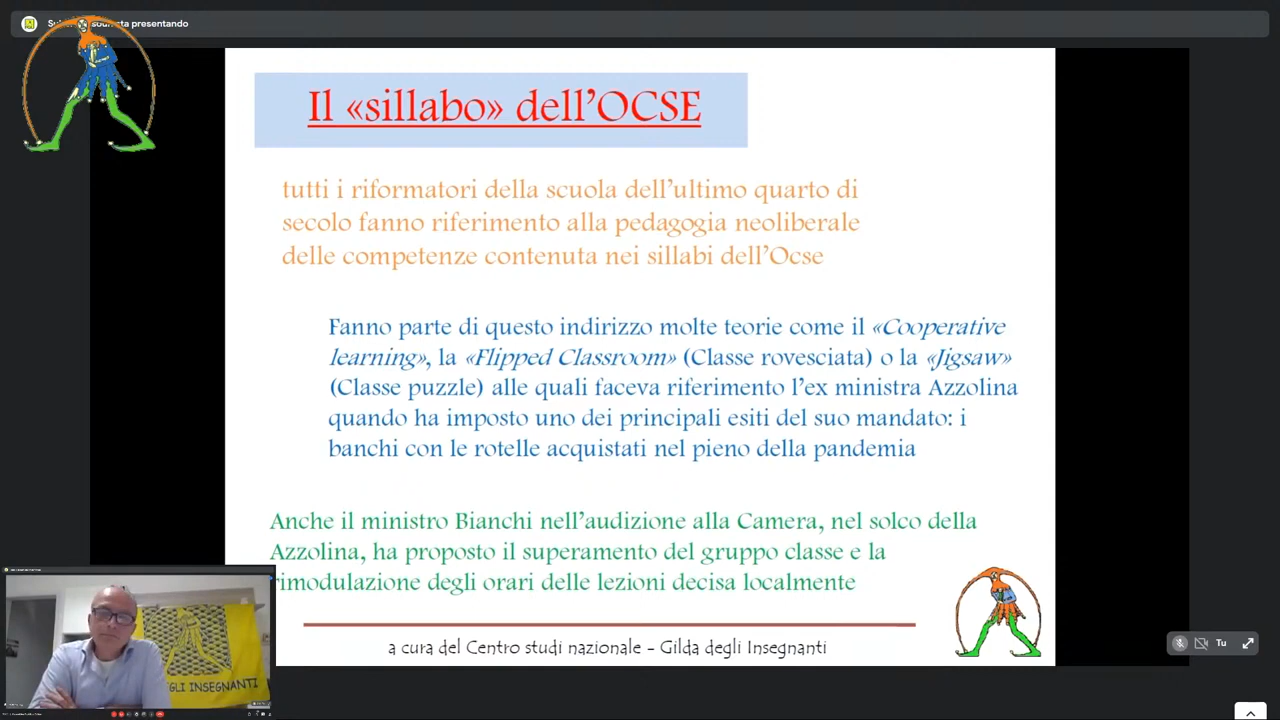 sta presentando
Il «sillabo» dell'OCSE
tutti i riformatori della scuola dell'ultimo quarto di
secolo fanno riferimento alla pedagogia neoliberale
delle competenze contenuta nei sillabi dell'Ocse
Fanno parte di questo indirizzo molte teorie come il «Cooperative
learning», la «Flipped Classroom» (Classe rovesciata) o la «Jigsaw»
(Classe puzzle) alle quali faceva riferimento l'ex ministra Azzolina
quando ha imposto uno dei principali esiti del suo mandato: i
banchi con le rotelle acquistati nel pieno della pandemia
Anche il ministro Bianchi nell'audizione alla Camera, nel solco della
Azzolina, ha proposto il superamento del gruppo classe e la
rimodulazione degli orari delle lezioni decisa localmente
a cura del Centro studi nazionale - Gilda degli Insegnanti
EGLI INSEGNANTI
Tu